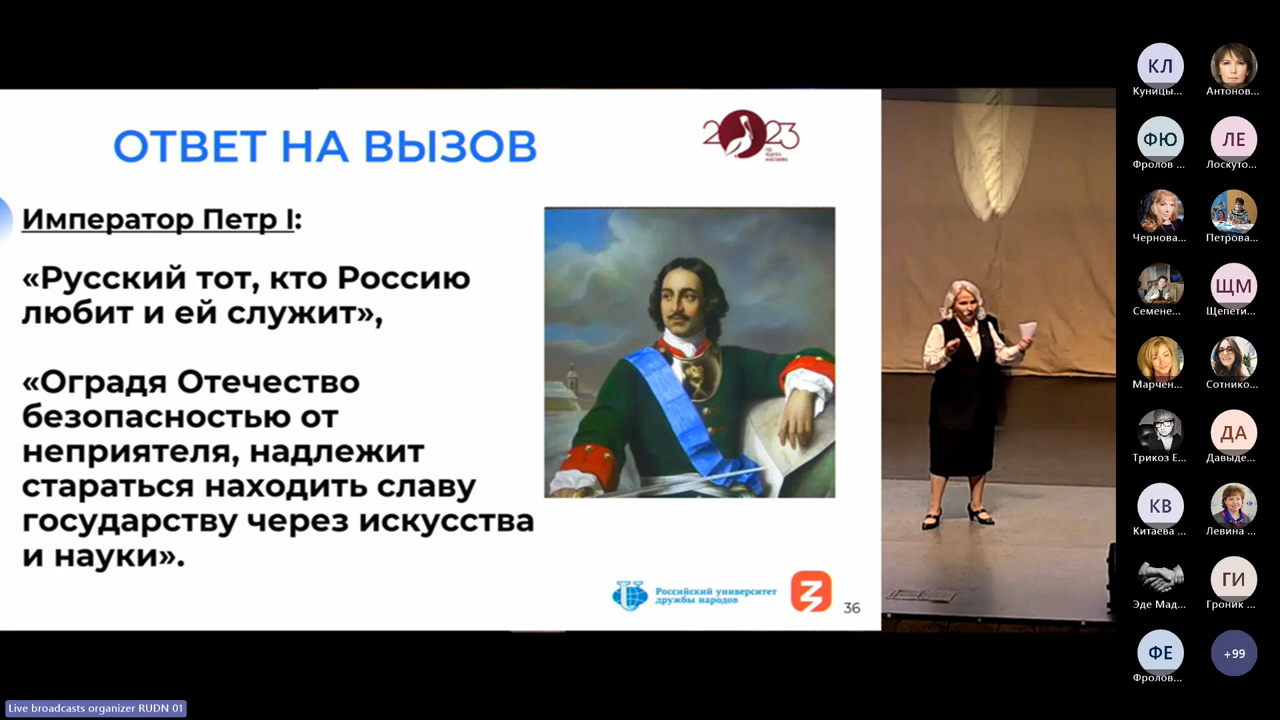 ОТВЕТ НА ВЫЗОВ
2023
Император Петр I:
«Русский тот, кто Россию
любит и ей служит»,
«Оградя Отечество
безопасностью от
неприятеля, надлежит
стараться находить славу
государству через искусства
и науки».
Российский университет
дружбы народов
36
КЛ
Куницы...
Антонов...
ФЮ
Фролов ...
ЛЕ
Лоскуто...
Чернова...
Петрова...
Семене...
ЩМ
Щепети...
Марчен...
Сотнико...
Трикоз Е...
ДА
Давыде...
КВ
Китаева ...
Левина ...
Эде Мад...
ГИ
Гроник ...
ФЕ
Фролов...
+99
Live broadcasts organizer RUDN 01